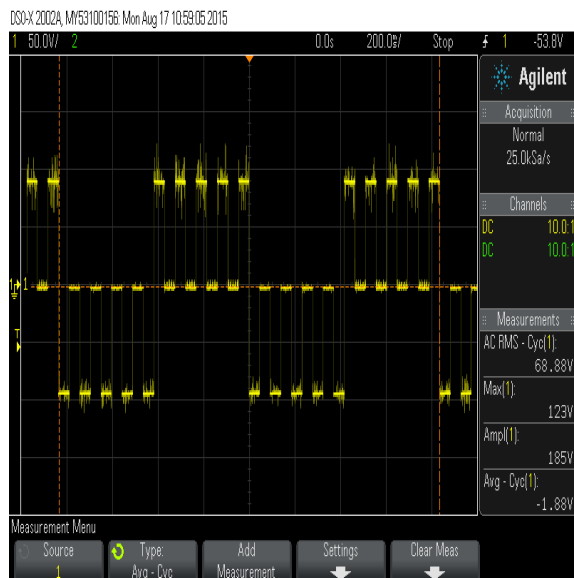 DSO-X 2002A, MY53100156: Mon Aug 17 10:59:05 2015
1 50.0V/ 2 0.0s 200.0s/ Stop 1 -53.8V
Agilent
Acquisition
Normal
25.0kSa/s
Channels
DC 10.0:1
DC 10.0:1
Measurements
AC RMS - Cyc(1):
68.88V
Max(1):
123V
Ampl(1):
185V
Avg - Cyc(1):
-1.88V
1 1
T
Measurement Menu
Source
1
Type:
Avg - Cyc
Add
Measurement
Settings
Clear Meas